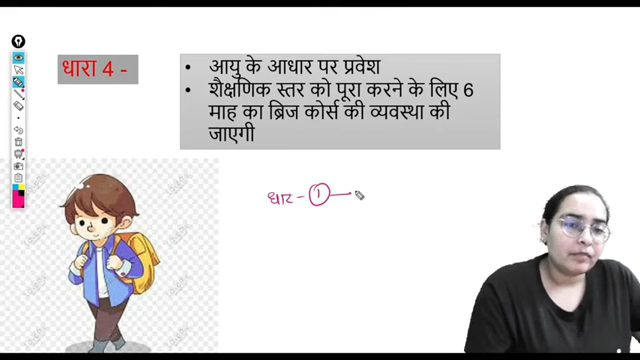 धारा 4 -
• आयु के आधार पर प्रवेश
• शैक्षणिक स्तर को पूरा करने के लिए 6
माह का ब्रिज कोर्स की व्यवस्था की
जाएगी
धार - 1 —